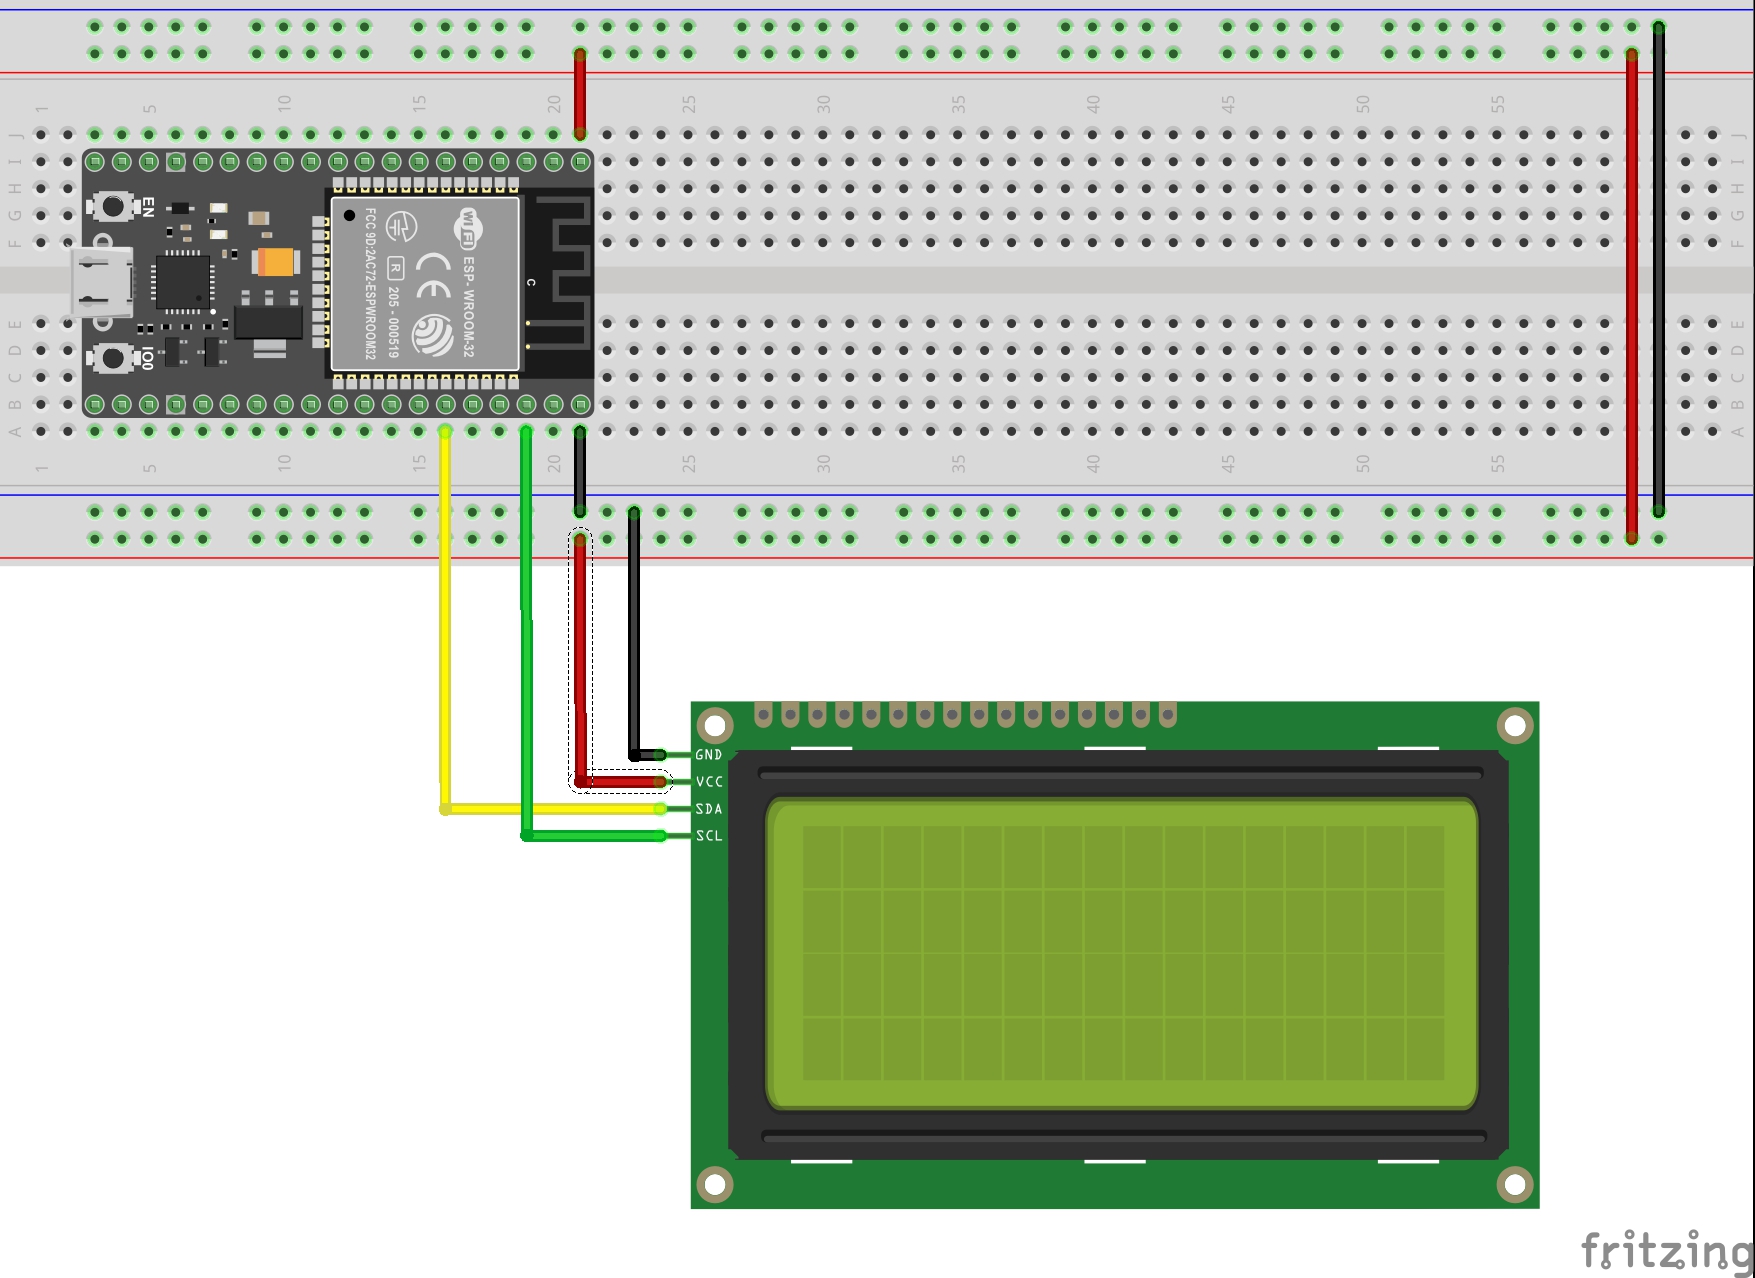 1 5 10 15 20 25 30 35 40 45 50 55
J J
I I
H H
G G
F F
EN
FCC 9D:2AC72-ESPWROOM32
R
205 - 000519
CE
Wi Fi
ESP- WROOM-32
C
IO0
E E
D D
C C
B B
A A
1 5 10 15 20 25 30 35 40 45 50 55
GND
VCC
SDA
SCL
fritzing